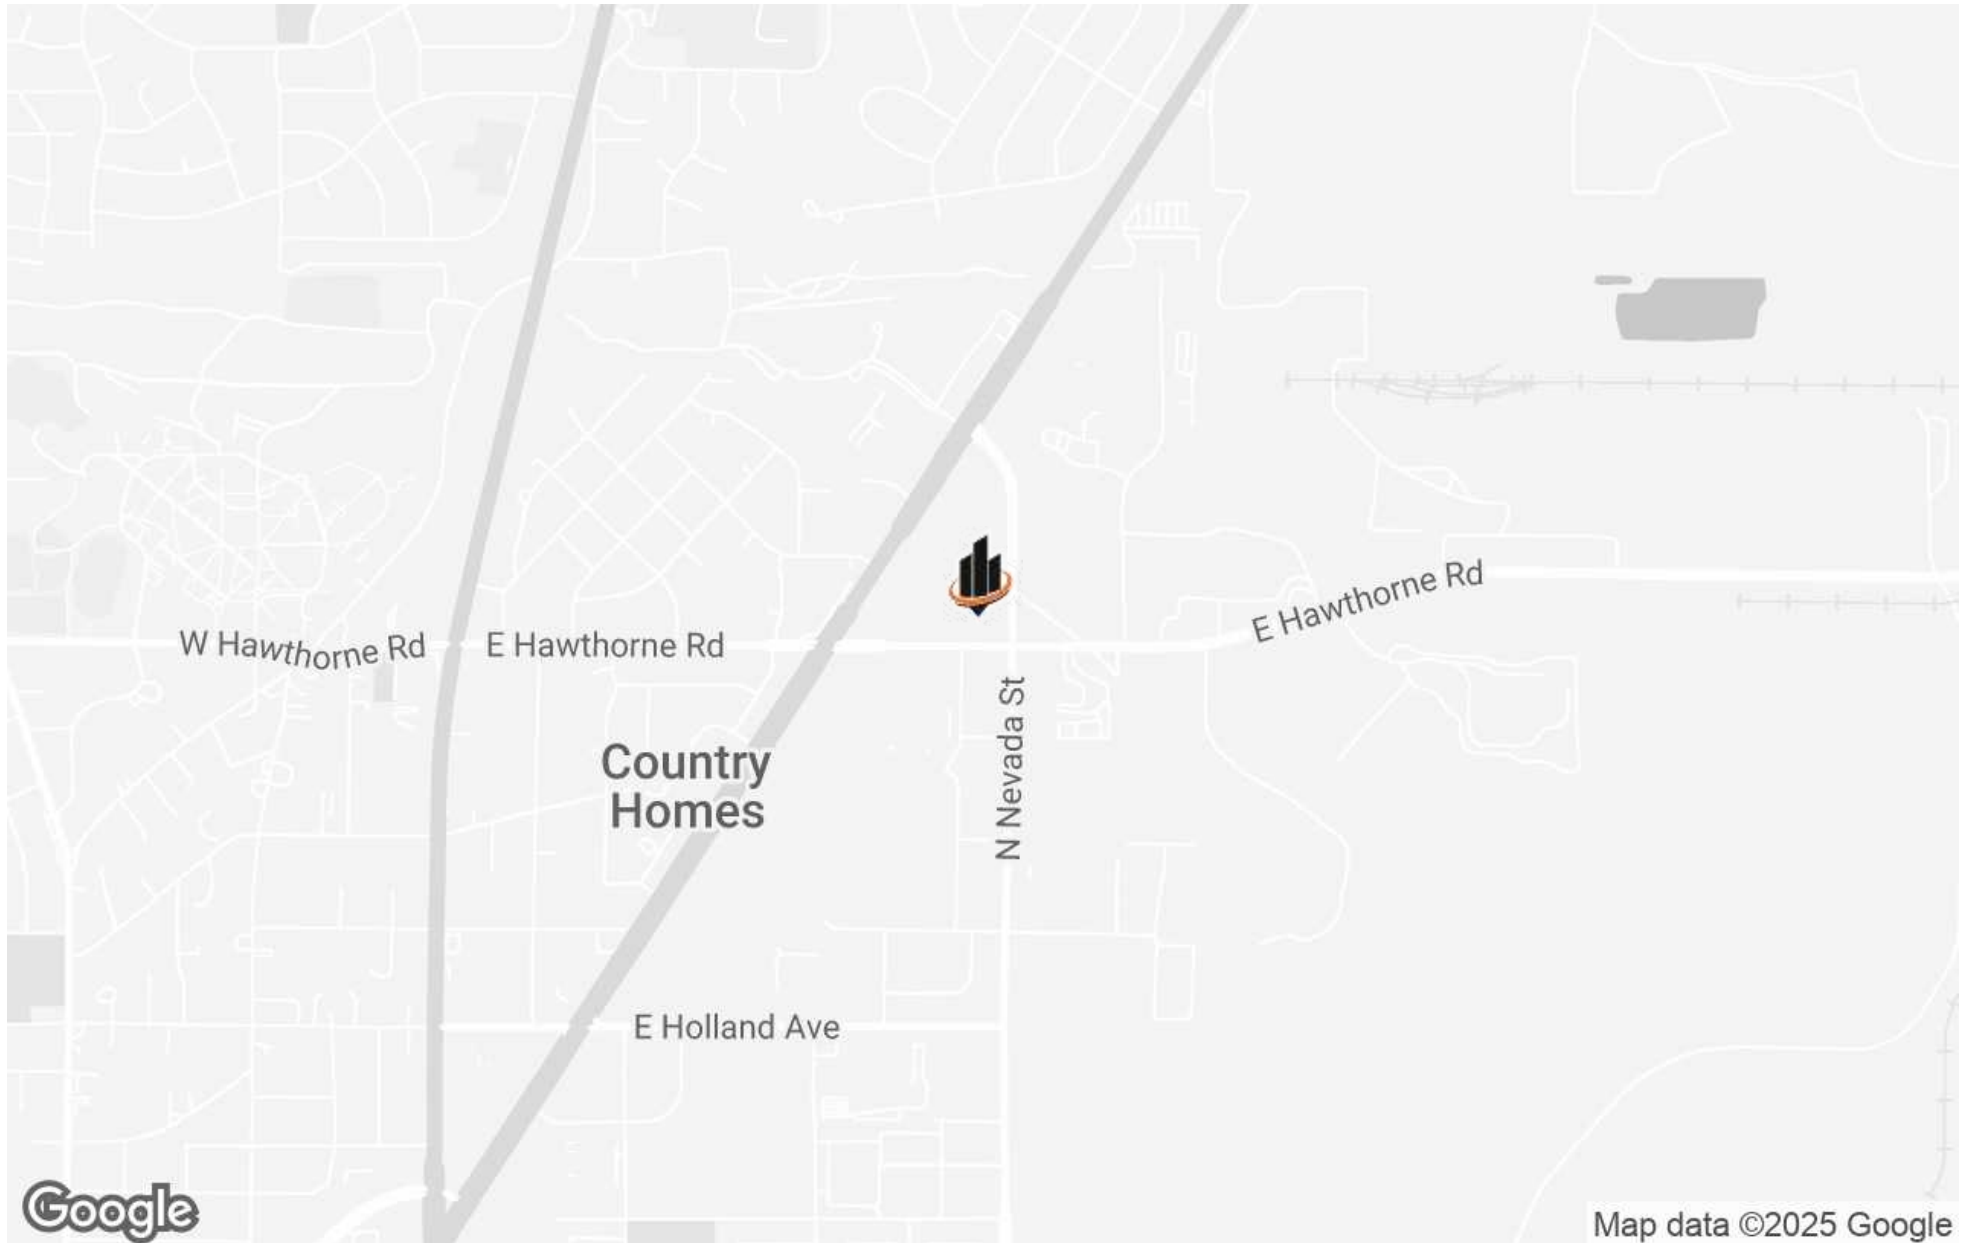 E Hawthorne Rd
W Hawthorne Rd
E Hawthorne Rd
N Nevada St
Country
Homes
E Holland Ave
Google
Map data ©2025 Google